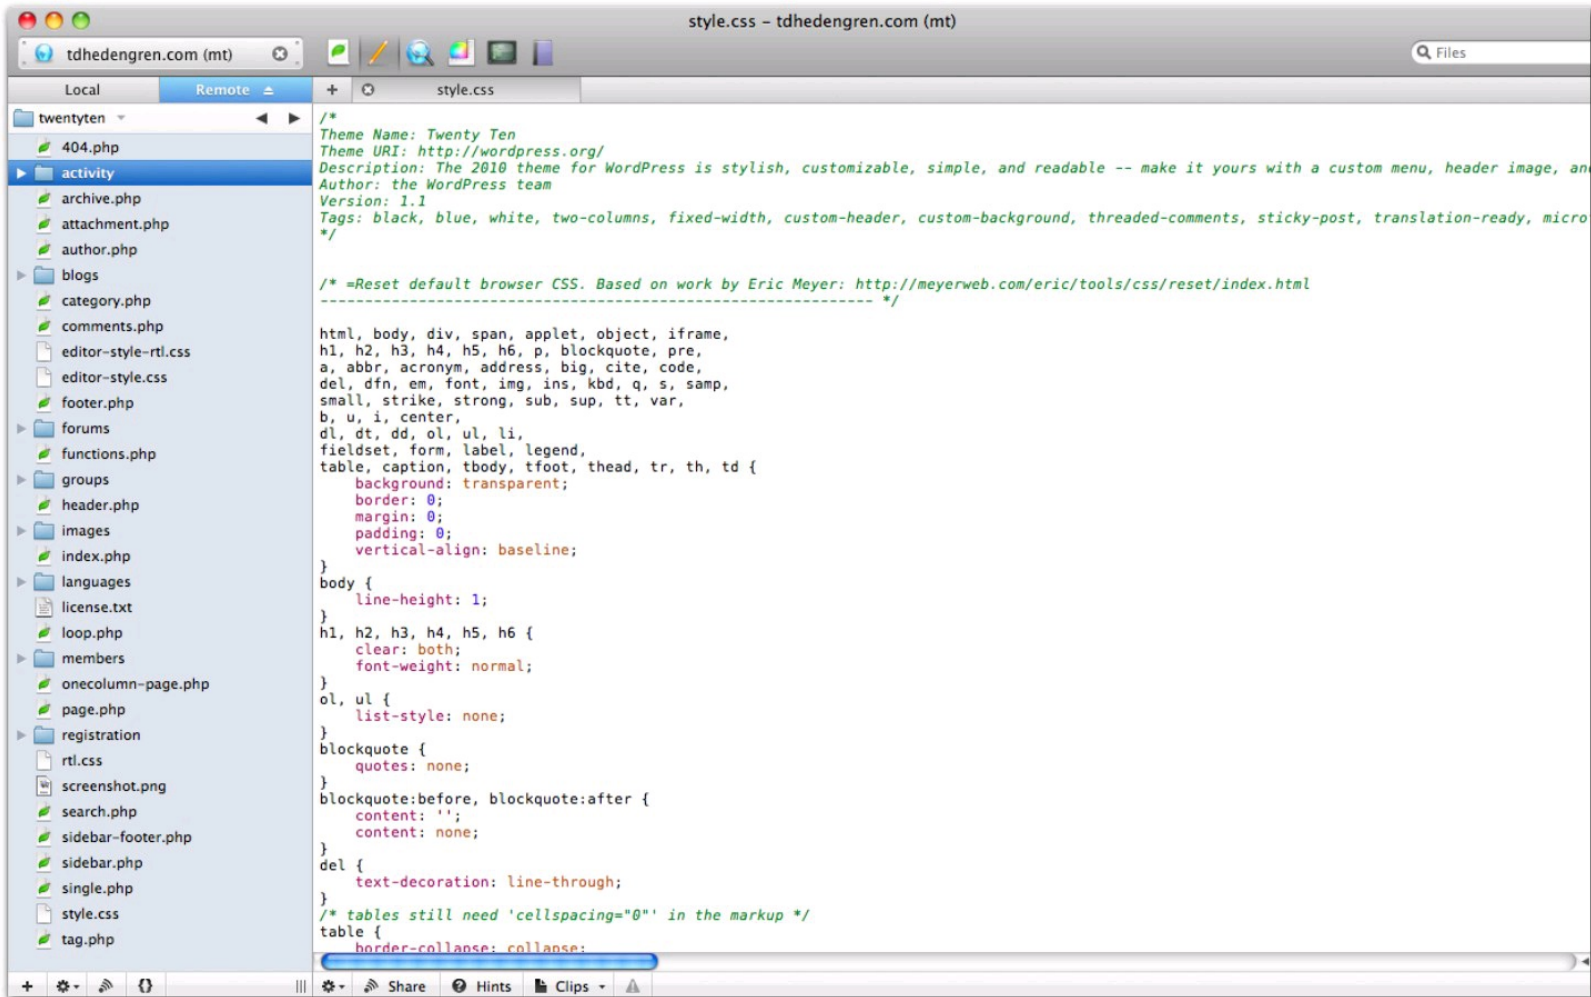 style.css – tdhedengren.com (mt)
tdhedengren.com (mt)
Files
Local
Remote
style.css
twentyten
404.php
activity
archive.php
attachment.php
author.php
blogs
category.php
comments.php
editor-style-rtl.css
editor-style.css
footer.php
forums
functions.php
groups
header.php
images
index.php
languages
license.txt
loop.php
members
onecolumn-page.php
page.php
registration
rtl.css
screenshot.png
search.php
sidebar-footer.php
sidebar.php
single.php
style.css
tag.php
/*
Theme Name: Twenty Ten
Theme URI: http://wordpress.org/
Description: The 2010 theme for WordPress is stylish, customizable, simple, and readable -- make it yours with a custom menu, header image, and
Author: the WordPress team
Version: 1.1
Tags: black, blue, white, two-columns, fixed-width, custom-header, custom-background, threaded-comments, sticky-post, translation-ready, micro
*/
/* =Reset default browser CSS. Based on work by Eric Meyer: http://meyerweb.com/eric/tools/css/reset/index.html
-------------------------------------------------------------- */
html, body, div, span, applet, object, iframe,
h1, h2, h3, h4, h5, h6, p, blockquote, pre,
a, abbr, acronym, address, big, cite, code,
del, dfn, em, font, img, ins, kbd, q, s, samp,
small, strike, strong, sub, sup, tt, var,
b, u, i, center,
dl, dt, dd, ol, ul, li,
fieldset, form, label, legend,
table, caption, tbody, tfoot, thead, tr, th, td {
background: transparent;
border: 0;
margin: 0;
padding: 0;
vertical-align: baseline;
}
body {
line-height: 1;
}
h1, h2, h3, h4, h5, h6 {
clear: both;
font-weight: normal;
}
ol, ul {
list-style: none;
}
blockquote {
quotes: none;
}
blockquote:before, blockquote:after {
content: '';
content: none;
}
del {
text-decoration: line-through;
}
/* tables still need 'cellspacing="0"' in the markup */
table {
border-collapse: collapse;
Share
Hints
Clips